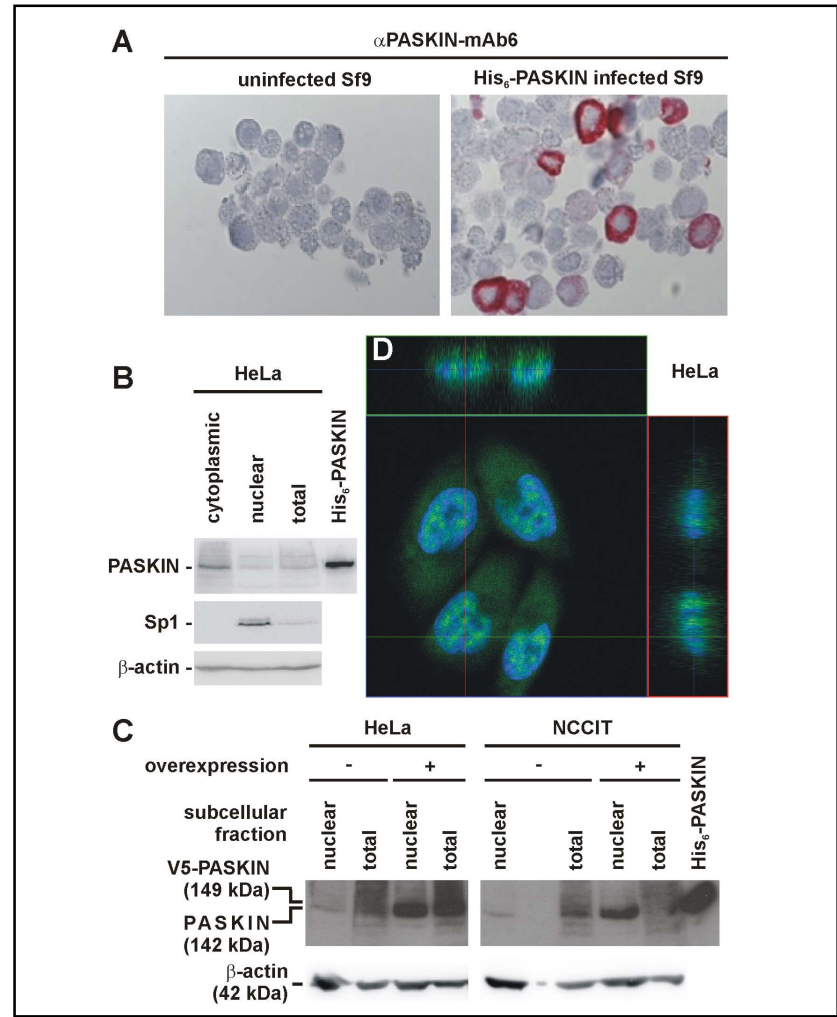 A
αPASKIN-mAb6
uninfected Sf9
His₆-PASKIN infected Sf9
B
HeLa
cytoplasmic
nuclear
total
His₆-PASKIN
PASKIN -
Sp1 -
β-actin -
D
HeLa
C
HeLa
NCCIT
overexpression
-
+
-
+
subcellular
fraction
nuclear
total
nuclear
total
nuclear
total
nuclear
total
His₆-PASKIN
V5-PASKIN
(149 kDa)
PASKIN
(142 kDa)
β-actin
(42 kDa)